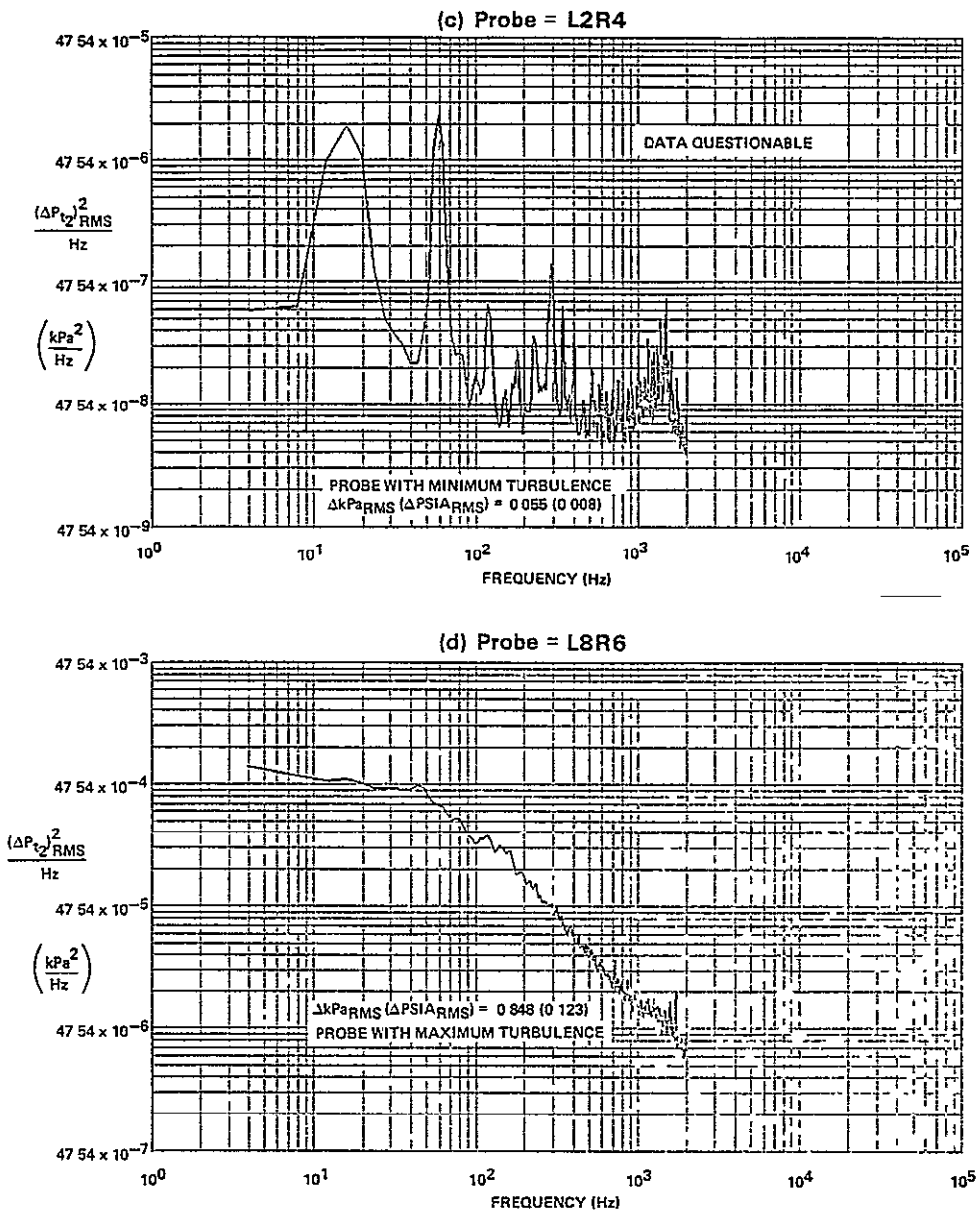 (c) Probe = L2R4
47 54 x 10⁻⁵
47 54 x 10⁻⁶
47 54 x 10⁻⁷
47 54 x 10⁻⁸
47 54 x 10⁻⁹
(ΔPt₂)²RMS
Hz
(kPa²
Hz)
DATA QUESTIONABLE
PROBE WITH MINIMUM TURBULENCE
ΔkPaRMS (ΔPSIARMS) = 0 055 (0 008)
10⁰ 10¹ 10² 10³ 10⁴ 10⁵
FREQUENCY (Hz)
(d) Probe = L8R6
47 54 x 10⁻³
47 54 x 10⁻⁴
47 54 x 10⁻⁵
47 54 x 10⁻⁶
47 54 x 10⁻⁷
(ΔPt₂)²RMS
Hz
(kPa²
Hz)
ΔkPaRMS (ΔPSIARMS) = 0 848 (0 123)
PROBE WITH MAXIMUM TURBULENCE
10⁰ 10¹ 10² 10³ 10⁴ 10⁵
FREQUENCY (Hz)